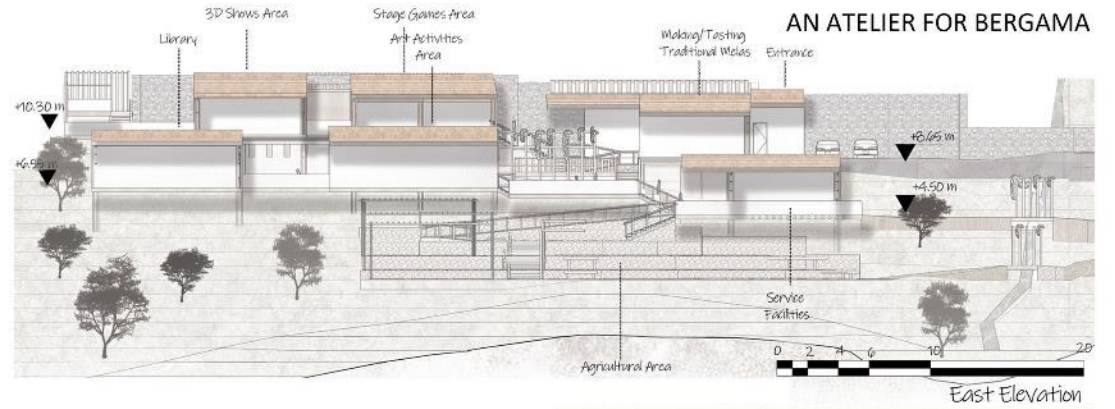 AN ATELIER FOR BERGAMA
3D Shows Area
Stage Games Area
Library
Art Activities
Area
Making/Tasting
Traditional Melas
Entrance
+10.30 m
+6.95 m
+8.65 m
+4.50 m
Service
Facilities
Agricultural Area
0 2 4 6 10 20
East Elevation